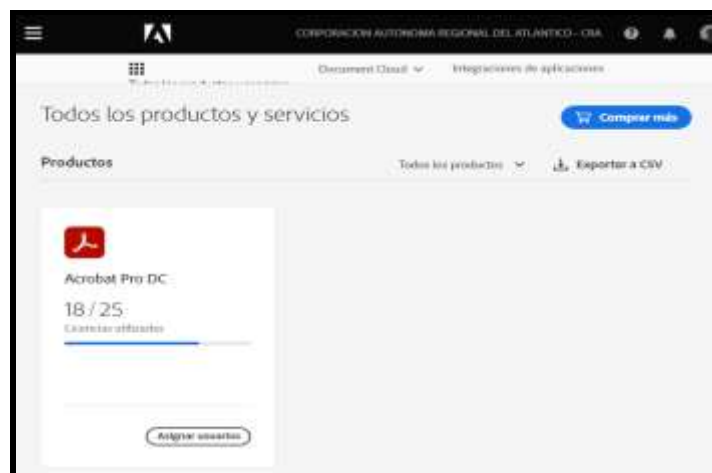 CORPORACION AUTONOMA REGIONAL DEL ATLANTICO - CRA
Document Cloud Integraciones de aplicaciones
Todos los productos y servicios
Comprar más
Productos
Todos los productos
Exportar a CSV
Acrobat Pro DC
18 / 25
Licencias utilizadas
Asignar usuarios